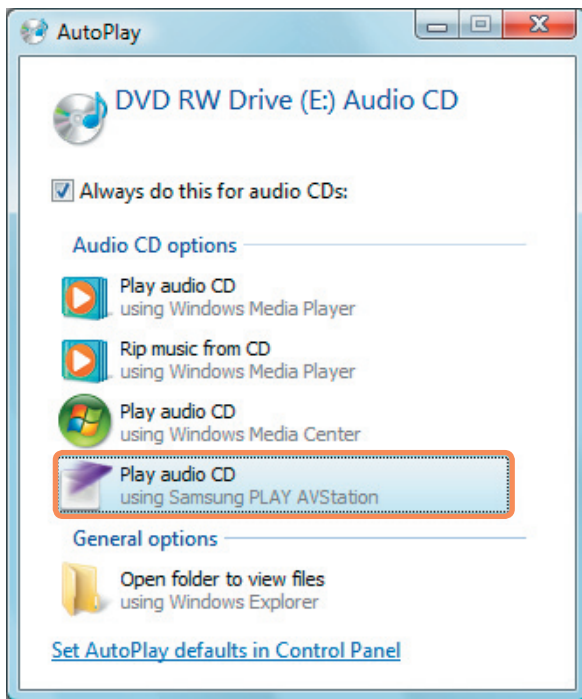 AutoPlay
DVD RW Drive (E:) Audio CD
Always do this for audio CDs:
Audio CD options
Play audio CD
using Windows Media Player
Rip music from CD
using Windows Media Player
Play audio CD
using Windows Media Center
Play audio CD
using Samsung PLAY AVStation
General options
Open folder to view files
using Windows Explorer
Set AutoPlay defaults in Control Panel